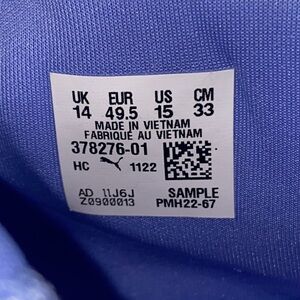 UK EUR US CM
14 49.5 15 33
MADE IN VIETNAM
FABRIQUÉ AU VIETNAM
378276-01
HC 1122
AD 11J6J SAMPLE
Z0900013 PMH22-67